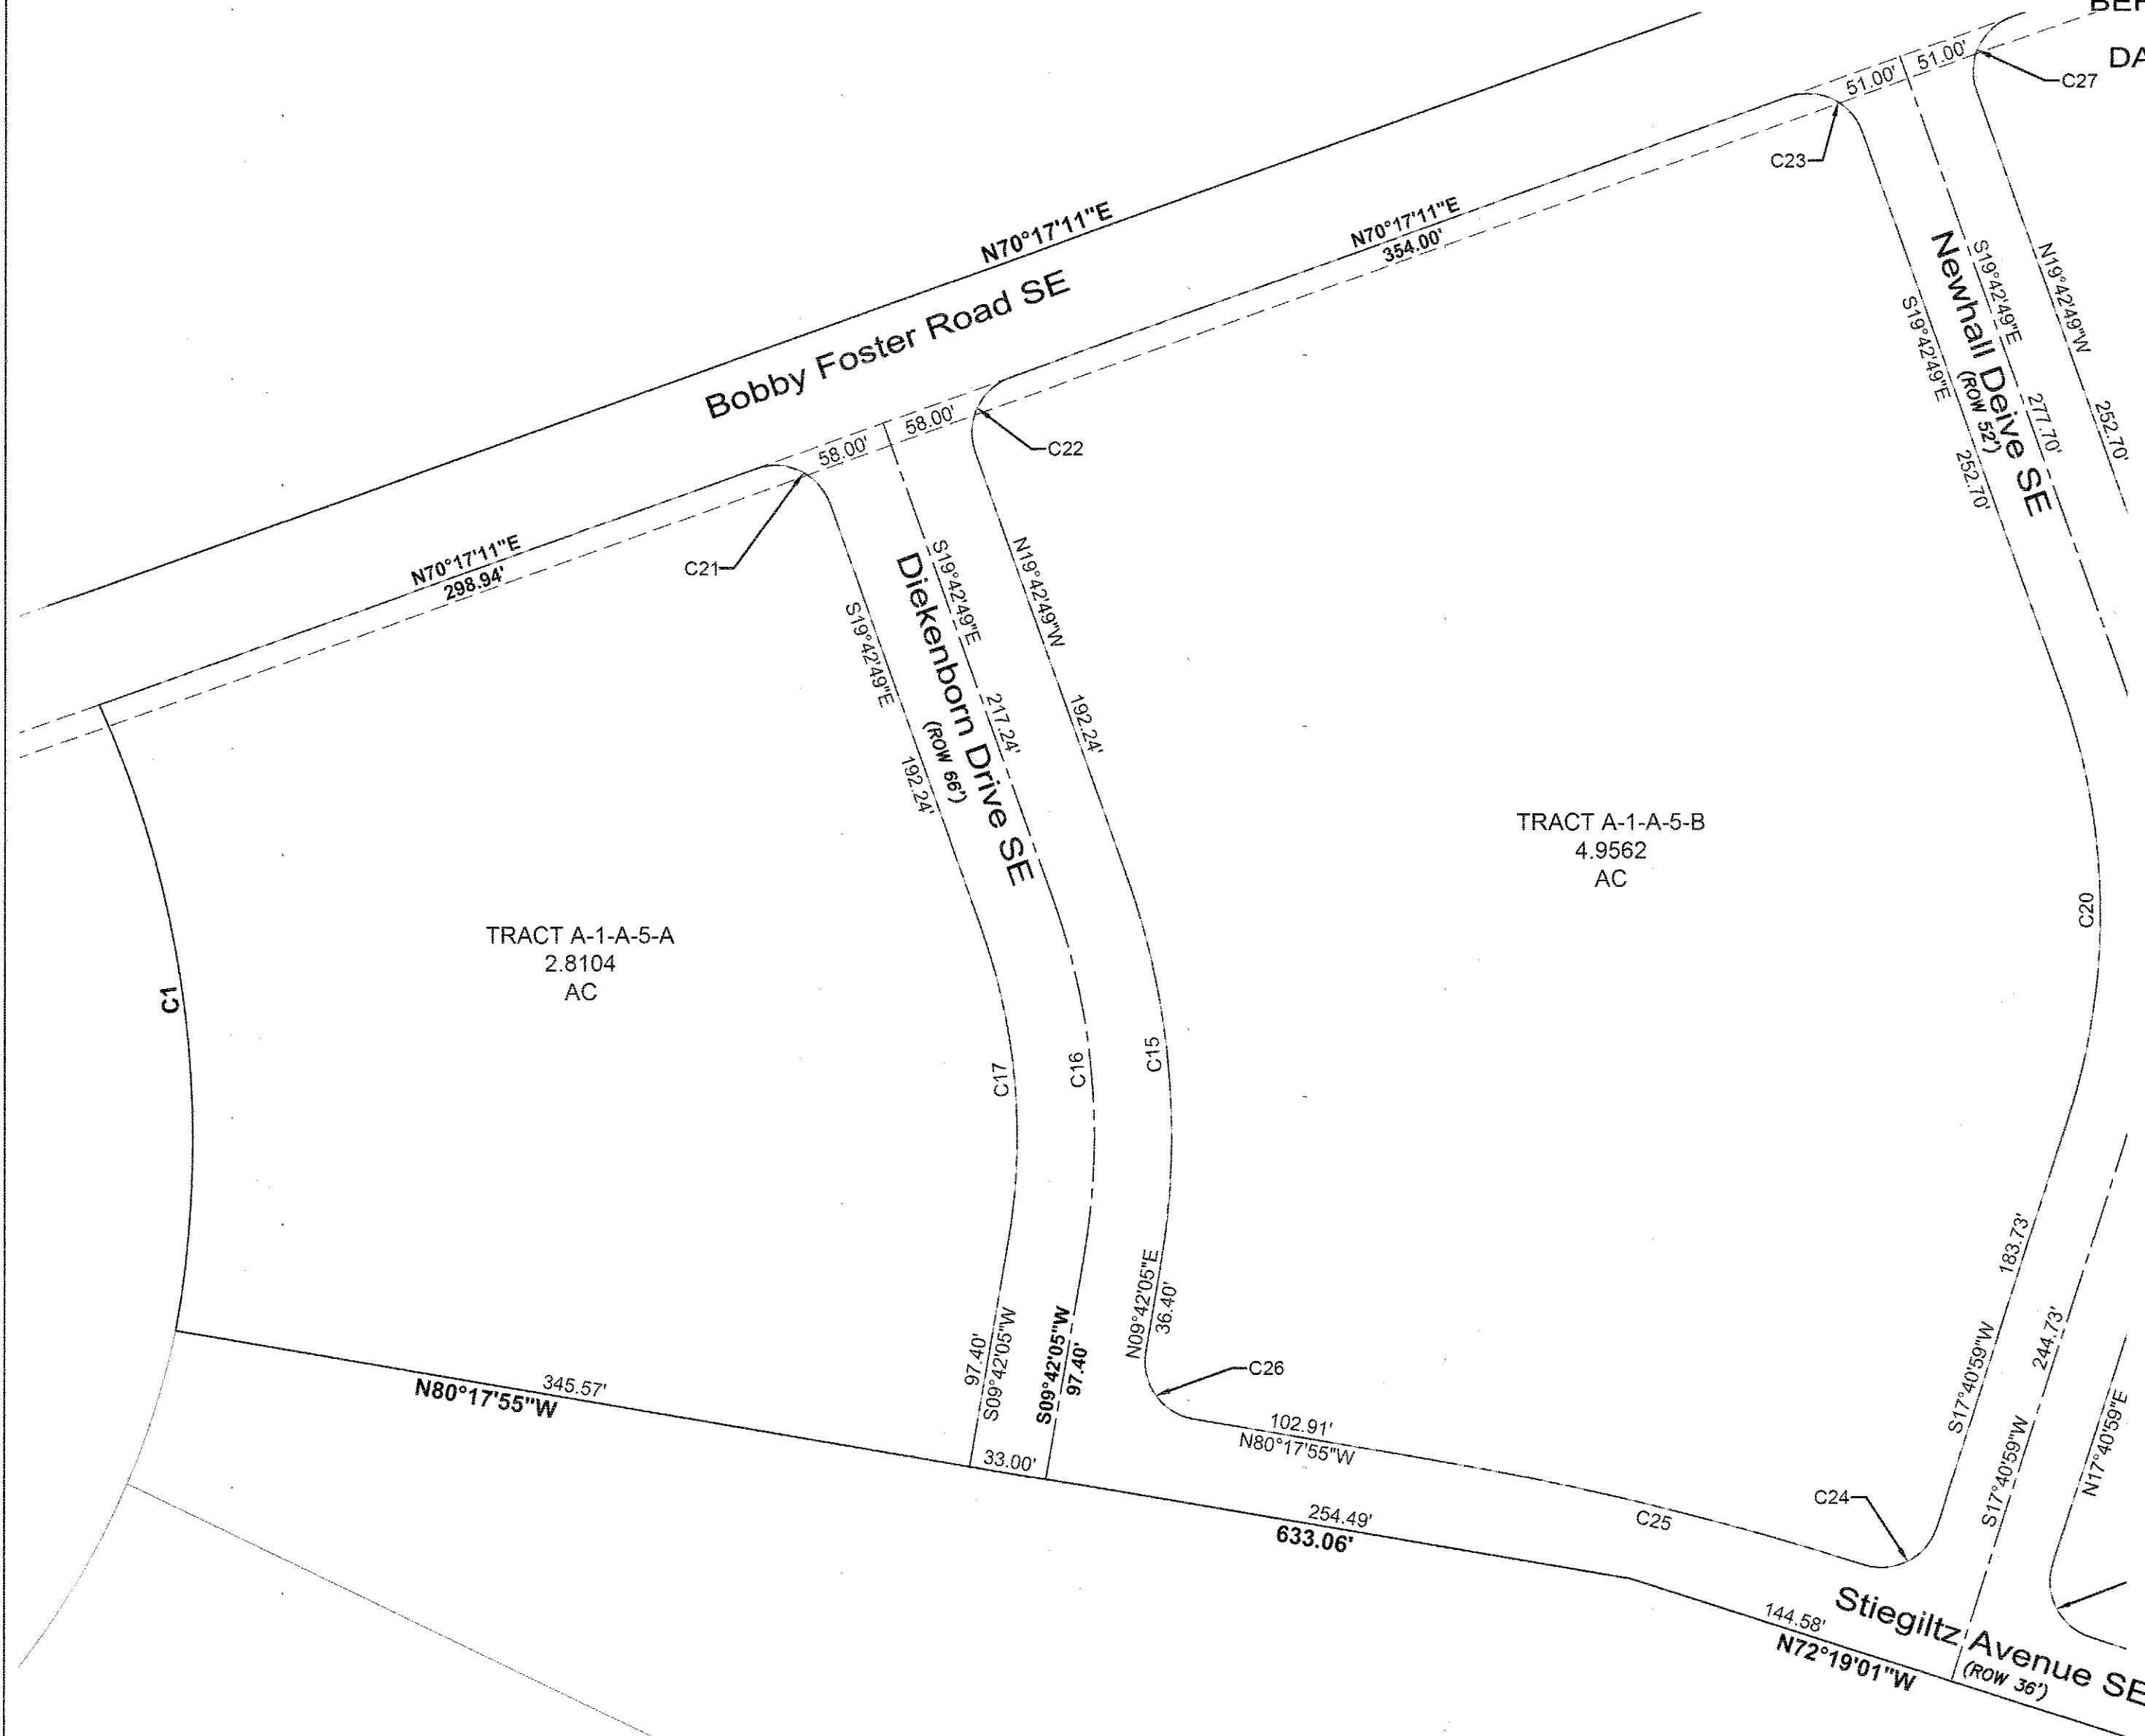 BER
DA
51.00'
51.00'
C27
C23
N70°17'11"E
N70°17'11"E
354.00'
Bobby Foster Road SE
Newhall Deive SE
(ROW 52')
S19°42'49"E
277.70'
N19°42'49"W
252.70'
S19°42'49"E
252.70'
58.00'
58.00'
C22
C21
N70°17'11"E
298.94'
Diekenborn Drive SE
(ROW 66')
S19°42'49"E
217.24'
N19°42'49"W
192.24'
S19°42'49"E
192.24'
TRACT A-1-A-5-B
4.9562
AC
TRACT A-1-A-5-A
2.8104
AC
C1
C17
C16
C15
C20
183.73'
S17°40'59"W
244.73'
S17°40'59"W
N17°40'59"E
N09°42'05"E
36.40'
97.40'
S09°42'05"W
S09°42'05"W
97.40'
C26
345.57'
N80°17'55"W
102.91'
N80°17'55"W
33.00'
254.49'
633.06'
C25
C24
144.58'
N72°19'01"W
Stiegiltz Avenue SE
(ROW 36')